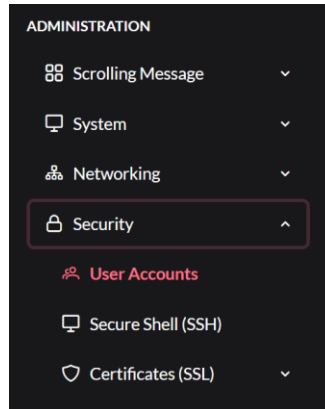 ADMINISTRATION
Scrolling Message
System
Networking
Security
User Accounts
Secure Shell (SSH)
Certificates (SSL)